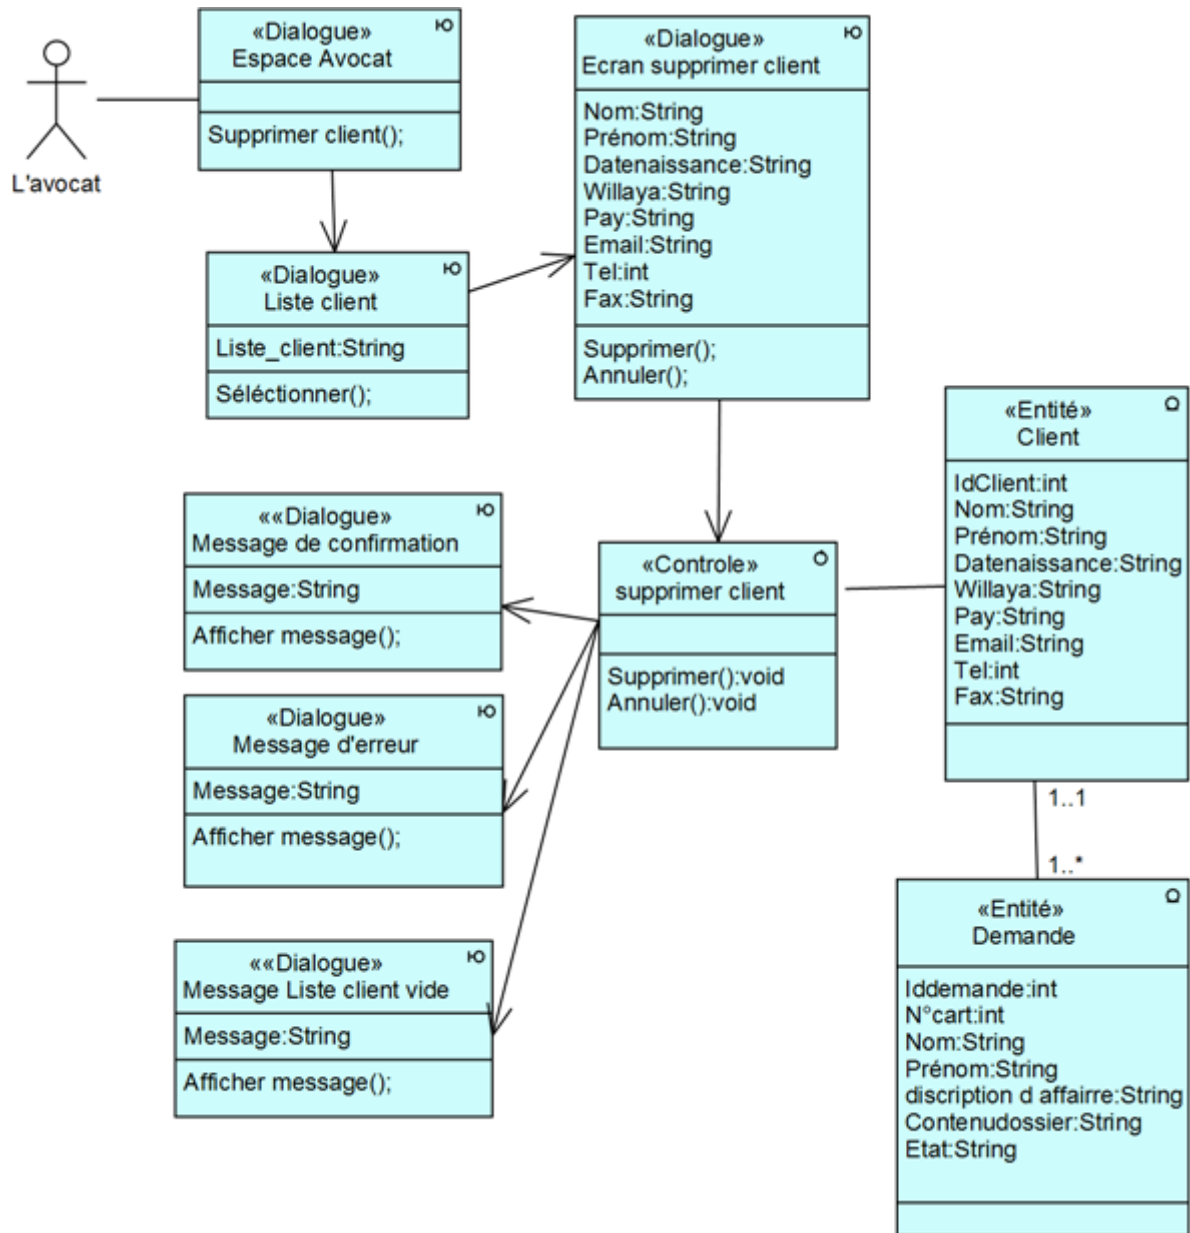 L'avocat
«Dialogue»
Espace Avocat
Supprimer client();
«Dialogue»
Liste client
Liste_client:String
Séléctionner();
«Dialogue»
Ecran supprimer client
Nom:String
Prénom:String
Datenaissance:String
Willaya:String
Pay:String
Email:String
Tel:int
Fax:String
Supprimer();
Annuler();
««Dialogue»
Message de confirmation
Message:String
Afficher message();
«Dialogue»
Message d'erreur
Message:String
Afficher message();
««Dialogue»
Message Liste client vide
Message:String
Afficher message();
«Controle»
supprimer client
Supprimer():void
Annuler():void
«Entité»
Client
IdClient:int
Nom:String
Prénom:String
Datenaissance:String
Willaya:String
Pay:String
Email:String
Tel:int
Fax:String
1..1
1..*
«Entité»
Demande
Iddemande:int
N°cart:int
Nom:String
Prénom:String
discription d affairre:String
Contenudossier:String
Etat:String